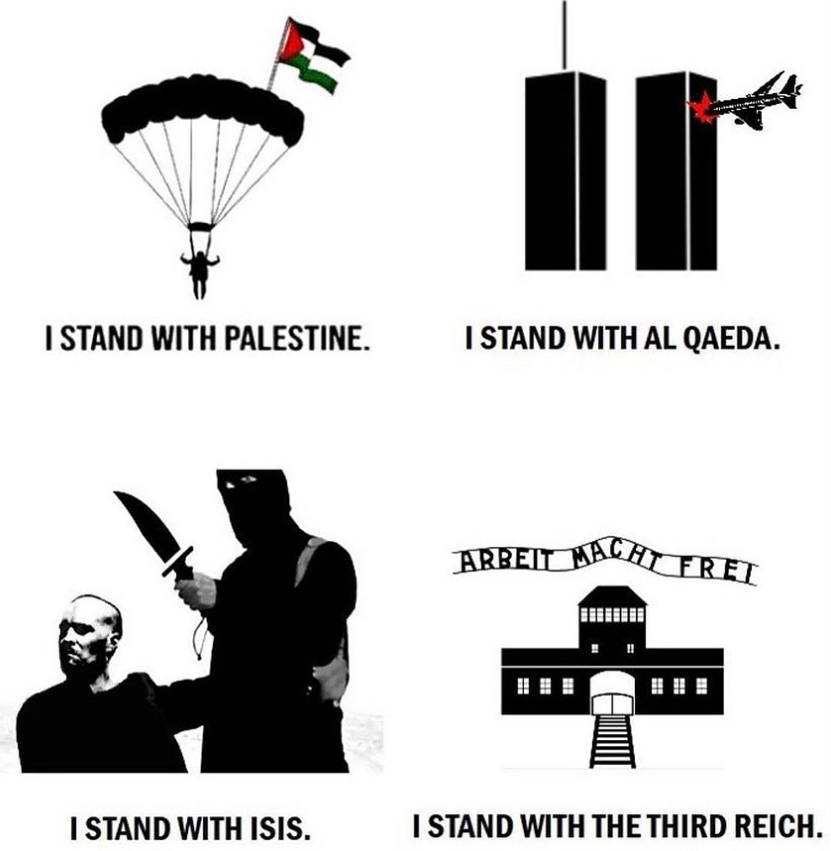 I STAND WITH PALESTINE.
I STAND WITH AL QAEDA.
ARBEIT MACHT FREI
I STAND WITH ISIS.
I STAND WITH THE THIRD REICH.